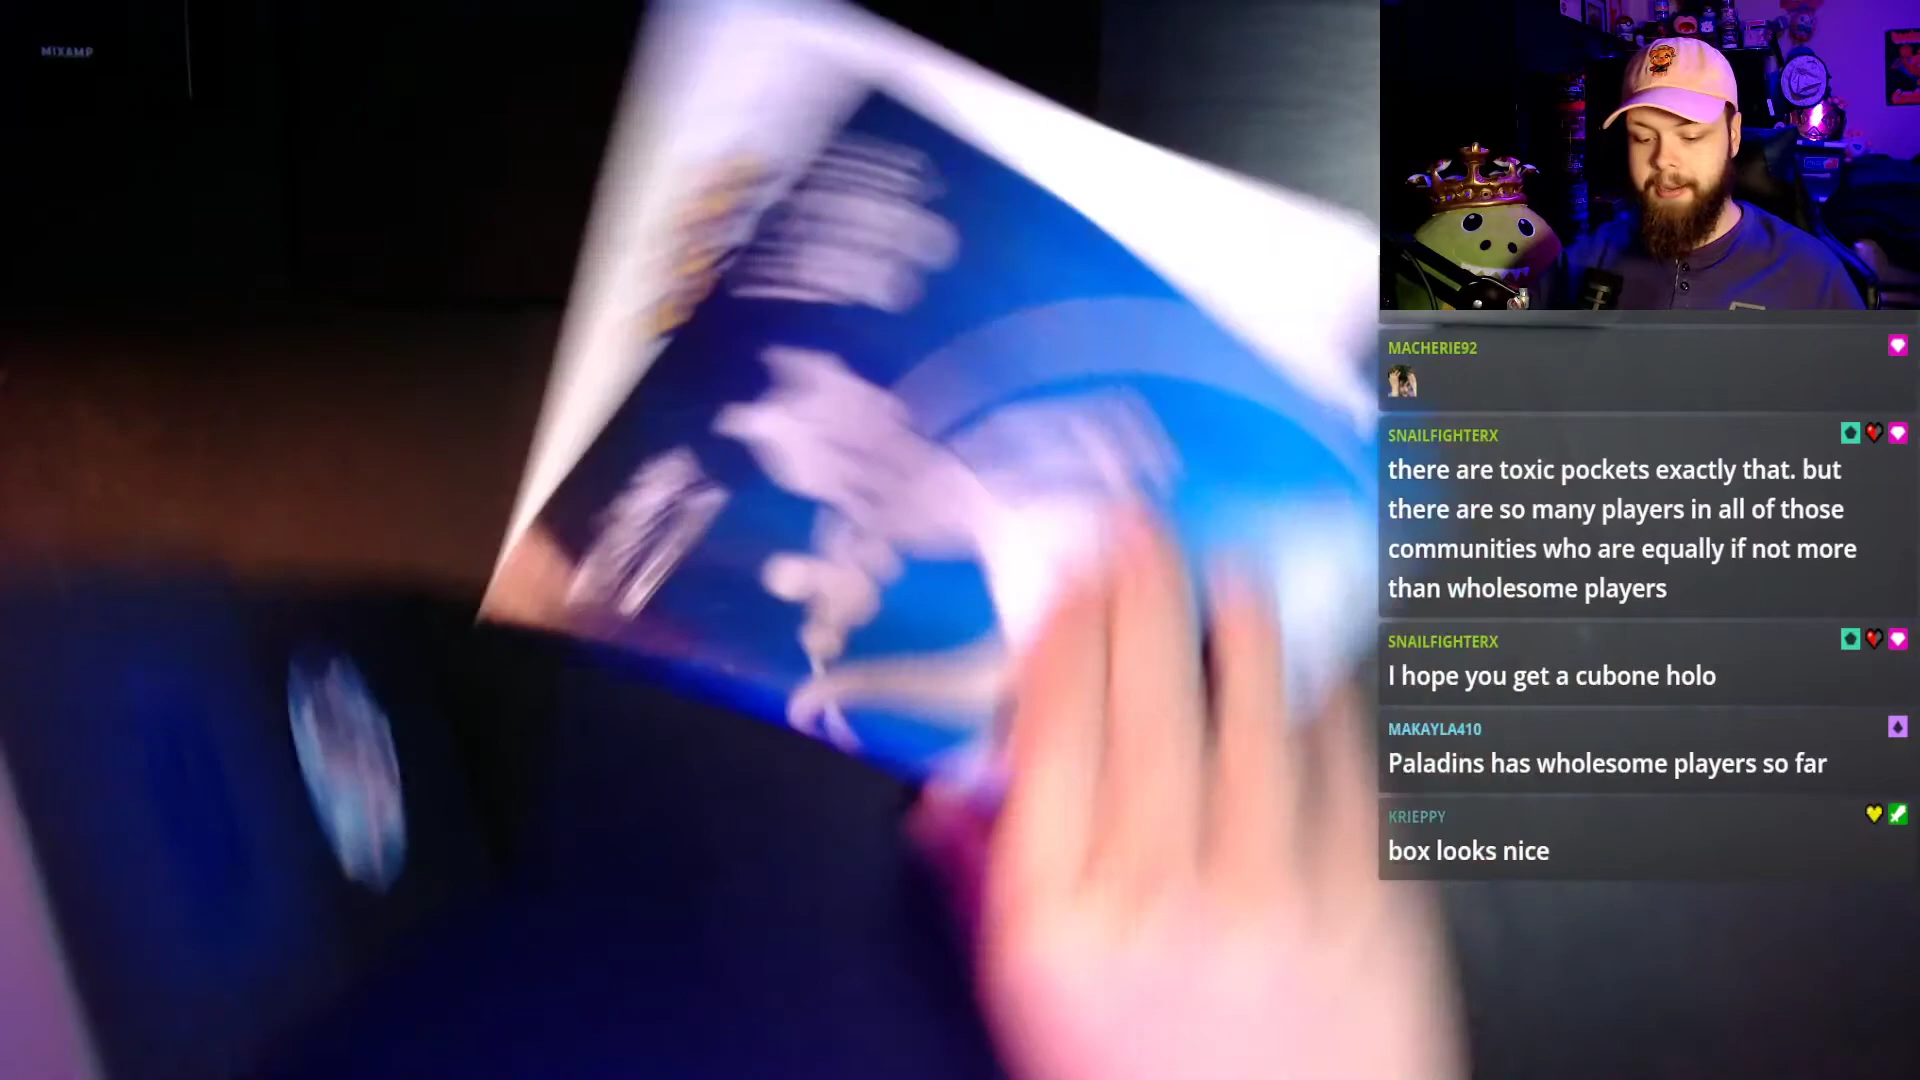 MIXAMP
MACHERIE92
SNAILFIGHTERX
there are toxic pockets exactly that. but
there are so many players in all of those
communities who are equally if not more
than wholesome players
SNAILFIGHTERX
I hope you get a cubone holo
MAKAYLA410
Paladins has wholesome players so far
KRIEPPY
box looks nice